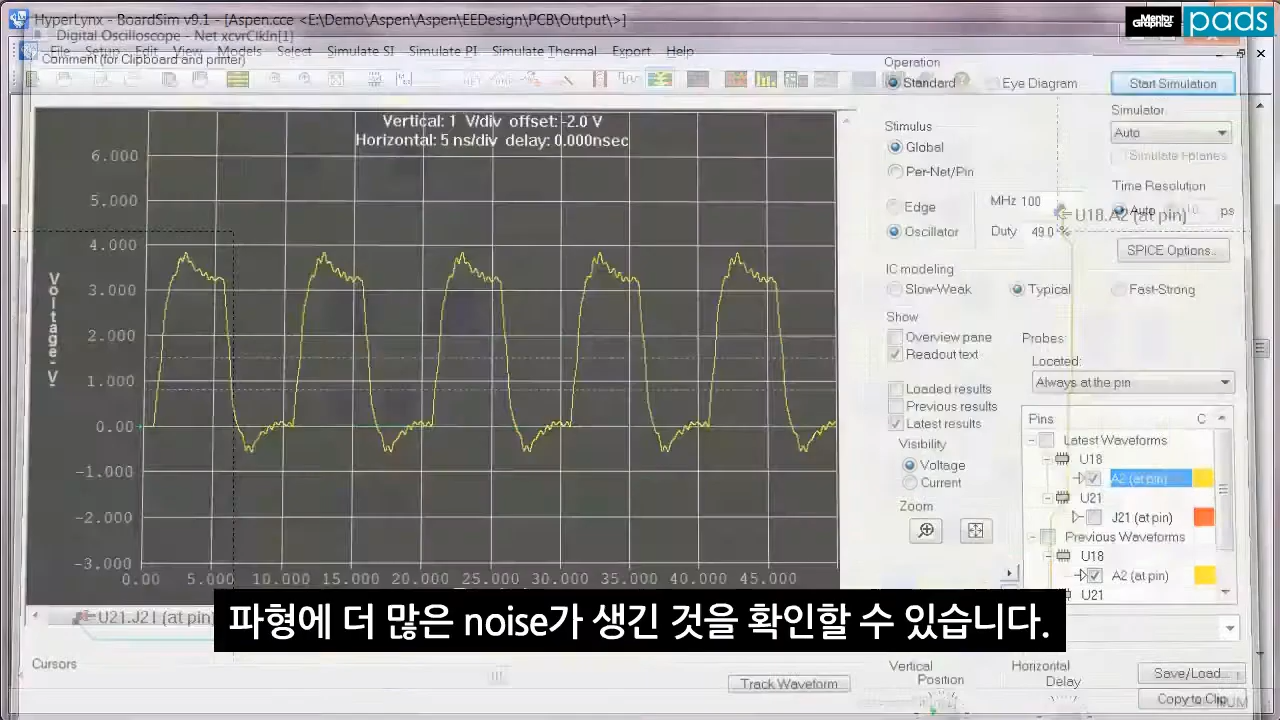 HyperLynx - BoardSim v9.1 - [Aspen.cce <E:\Demo\Aspen\Aspen\EEDesign\PCB\Output\>]
Mentor Graphics
pads
Digital Oscilloscope - Net xcvrClkIn[1]
File Setup Edit View Models Select Simulate SI Simulate PI Simulate Thermal Export Help
Comment (for Clipboard and printer)
Operation
Standard
Eye Diagram
Start Simulation
Vertical: 1 V/div offset: -2.0 V
Horizontal: 5 ns/div delay: 0.000nsec
Stimulus
Global
Per-Net/Pin
Edge
Oscillator
MHz 100
Duty 49.0 %
Simulator
Auto
Simulate t-planes
Time Resolution
Auto
ps
U18.A2 (at pin)
SPICE Options..
IC modeling
Slow-Weak
Typical
Fast-Strong
Show
Overview pane
Readout text
Loaded results
Previous results
Latest results
Probes:
Located:
Always at the pin
Pins
C
Latest Waveforms
U18
A2 (at pin)
U21
J21 (at pin)
Previous Waveforms
U18
A2 (at pin)
U21
Visibility
Voltage
Current
Zoom
Voltage-V
6.000
5.000
4.000
3.000
2.000
1.000
0.00
-1.000
-2.000
-3.000
0.00 5.000 10.000 15.000 20.000 25.000 30.000 35.000 40.000 45.000
U21.J21 (at pin)
파형에 더 많은 noise가 생긴 것을 확인할 수 있습니다.
Cursors
Track Waveform
Vertical
Position
Horizontal
Delay
Save/Load...
Copy to Clip
NUM